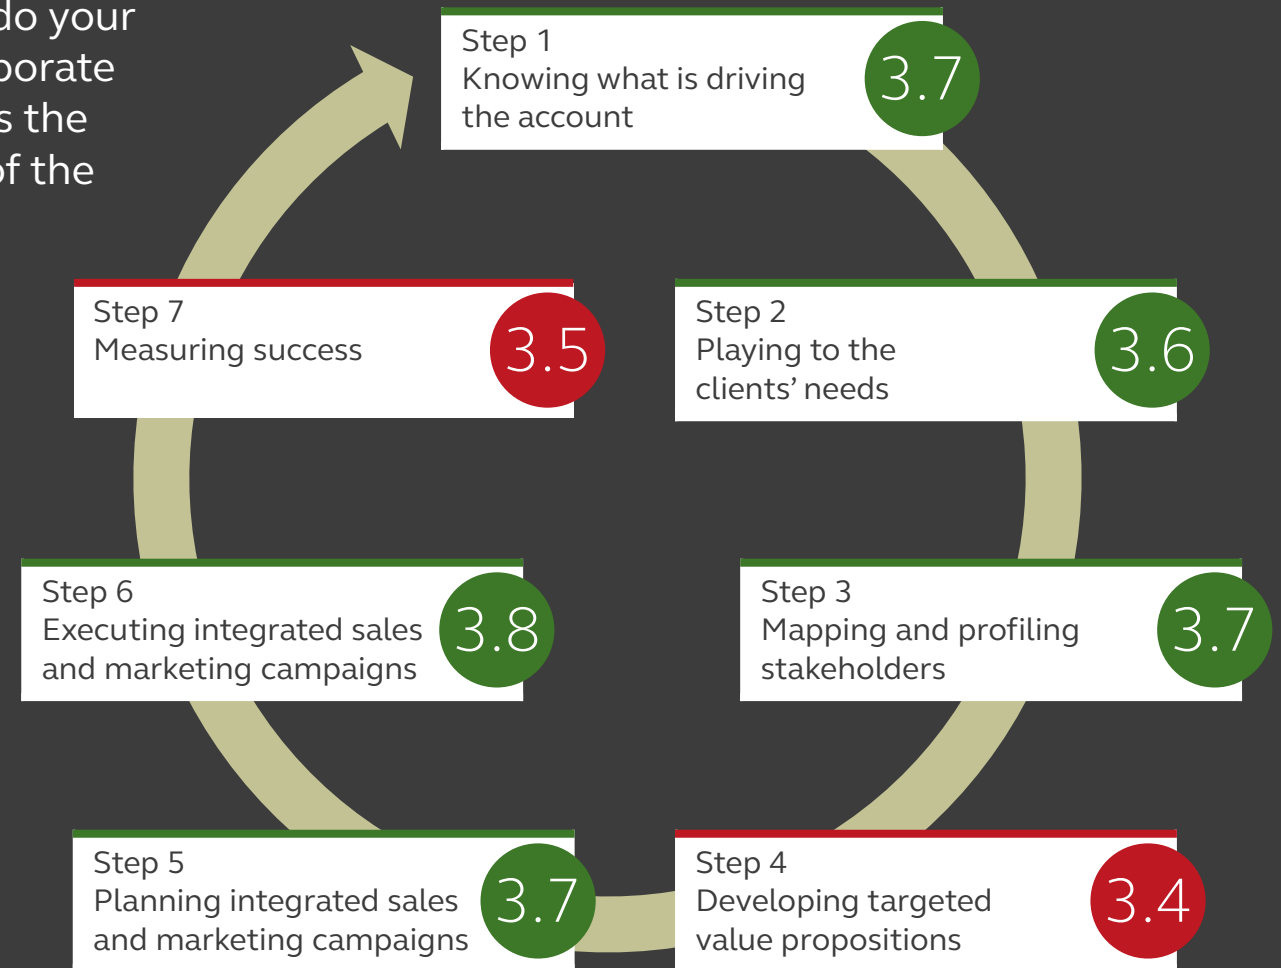 do your
porate
s the
of the
Step 1
Knowing what is driving
the account
3.7
Step 2
Playing to the
clients’ needs
3.6
Step 3
Mapping and profiling
stakeholders
3.7
Step 4
Developing targeted
value propositions
3.4
Step 5
Planning integrated sales
and marketing campaigns
3.7
Step 6
Executing integrated sales
and marketing campaigns
3.8
Step 7
Measuring success
3.5